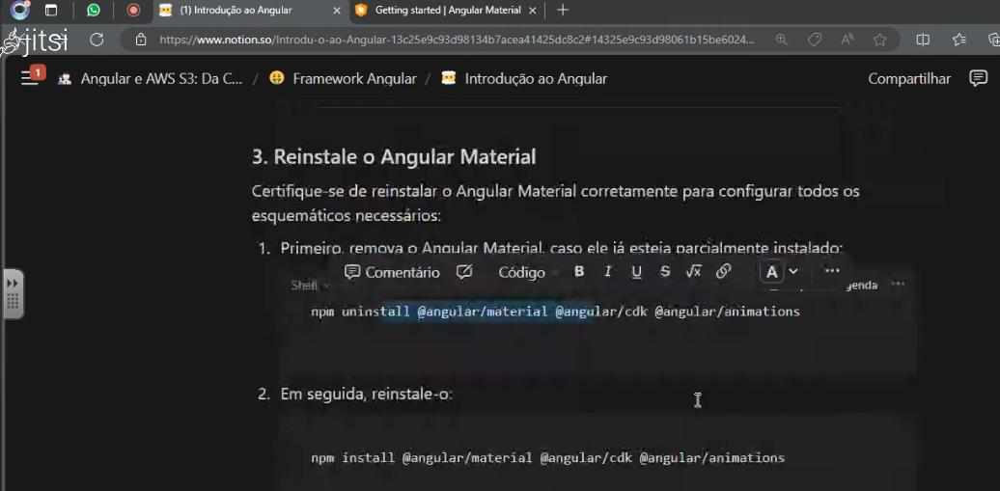 (1) Introdução ao Angular
Getting started | Angular Material
jitsi
https://www.notion.so/Introdu-o-ao-Angular-13c25e9c93d98134b7acea41425dc8c2#14325e9c93d98061b15be6024...
1
Angular e AWS S3: Da C... / Framework Angular / Introdução ao Angular
Compartilhar
3. Reinstale o Angular Material
Certifique-se de reinstalar o Angular Material corretamente para configurar todos os
esquemáticos necessários:
1. Primeiro, remova o Angular Material, caso ele já esteja parcialmente instalado:
Comentário Código B I U S √x A ...
Shell
genda ...
npm uninstall @angular/material @angular/cdk @angular/animations
2. Em seguida, reinstale-o:
npm install @angular/material @angular/cdk @angular/animations